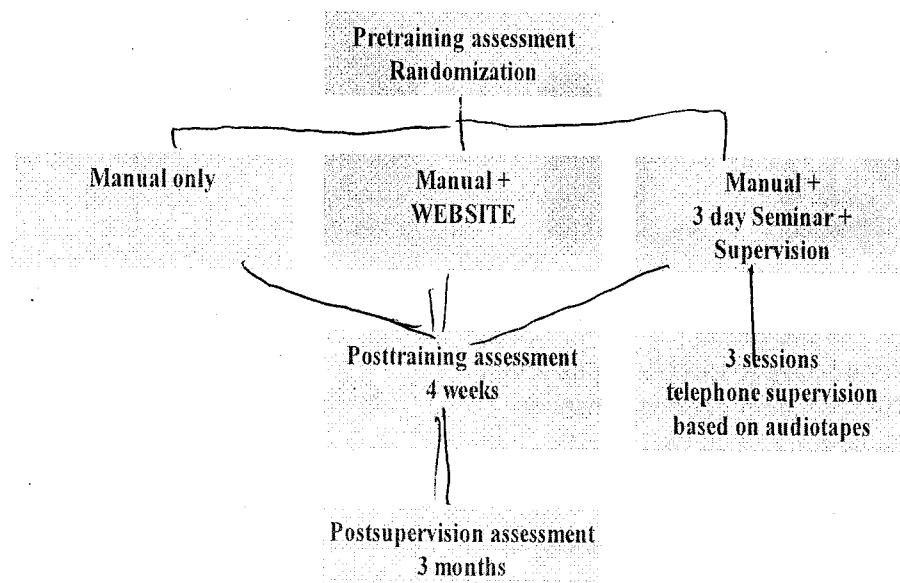 Pretraining assessment
Randomization
Manual only
Manual +
WEBSITE
Manual +
3 day Seminar +
Supervision
Posttraining assessment
4 weeks
3 sessions
telephone supervision
based on audiotapes
Postsupervision assessment
3 months